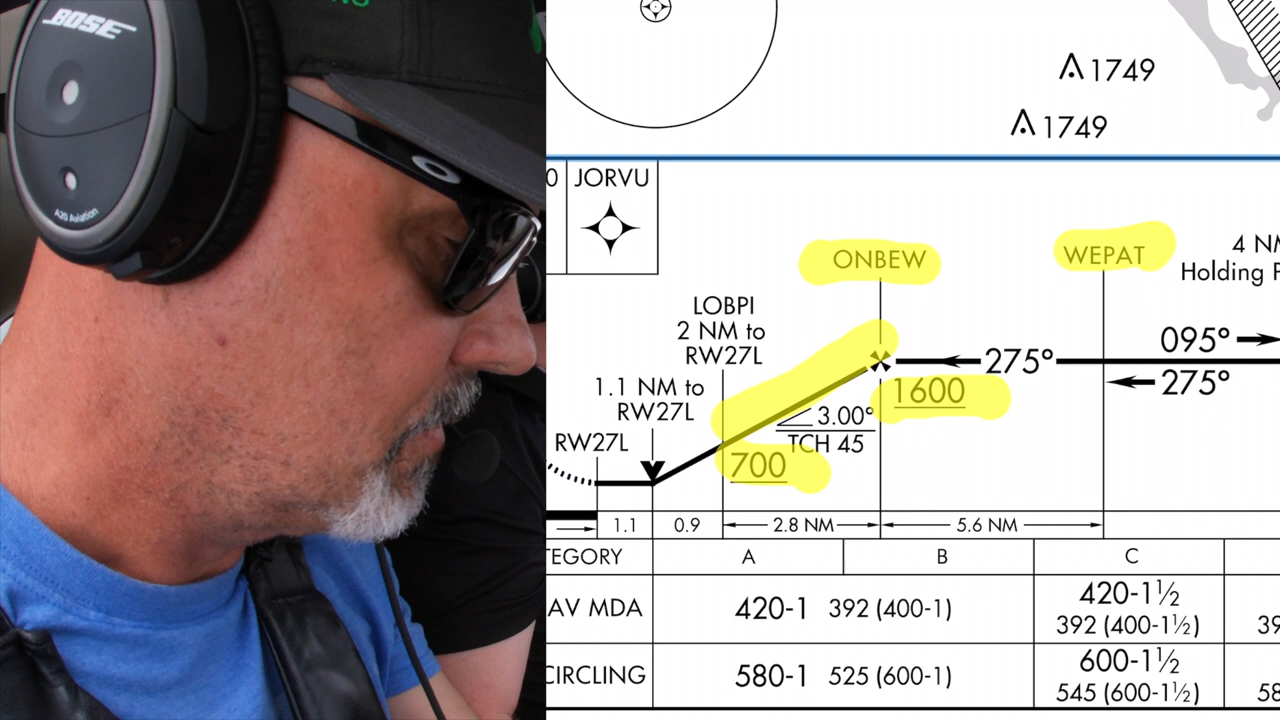 BOSE
A20 Aviation
1749
1749
0
JORVU
ONBEW
WEPAT
4 NM
Holding P
LOBPI
2 NM to
RW27L
1.1 NM to
RW27L
RW27L
095°
275°
275°
1600
3.00°
TCH 45
700
1.1
0.9
2.8 NM
5.6 NM
TEGORY
A
B
C
AV MDA
420-1 392 (400-1)
420-1½
392 (400-1½)
39
CIRCLING
580-1 525 (600-1)
600-1½
545 (600-1½)
58